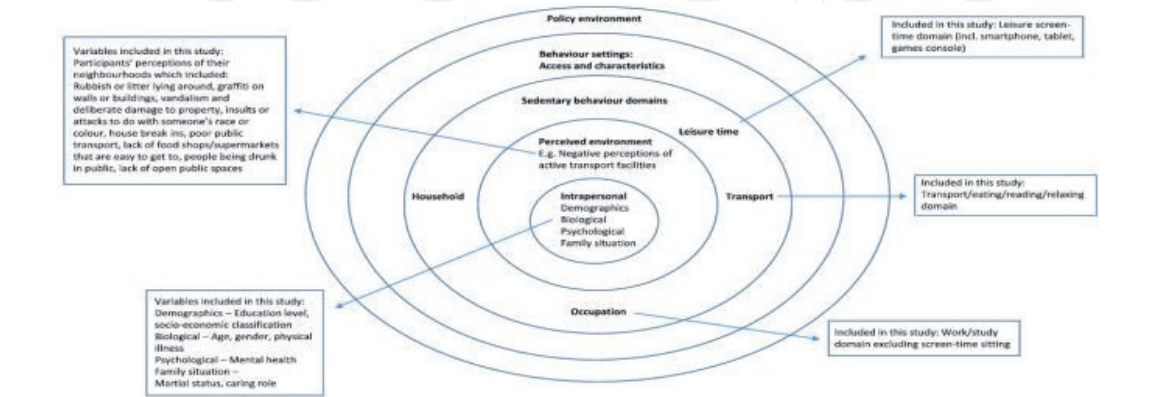 Policy environment
Behaviour settings:
Access and characteristics
Sedentary behaviour domains
Leisure time
Perceived environment
E.g. Negative perceptions of
active transport facilities
Household
Transport
Intrapersonal
Demographics
Biological
Psychological
Family situation
Occupation
Variables included in this study:
Participants' perceptions of their
neighbourhoods which included:
Rubbish or litter lying around, graffiti on
walls or buildings, vandalism and
deliberate damage to property, insults or
attacks to do with someone's race or
colour, house break ins, poor public
transport, lack of food shops/supermarkets
that are easy to get to, people being drunk
in public, lack of open public spaces
Included in this study: Leisure screen-
time domain (incl. smartphone, tablet,
games console)
Included in this study:
Transport/eating/reading/relaxing
domain
Variables included in this study:
Demographics – Education level,
socio-economic classification
Biological – Age, gender, physical
illness
Psychological – Mental health
Family situation –
Martial status, caring role
Included in this study: Work/study
domain excluding screen-time sitting